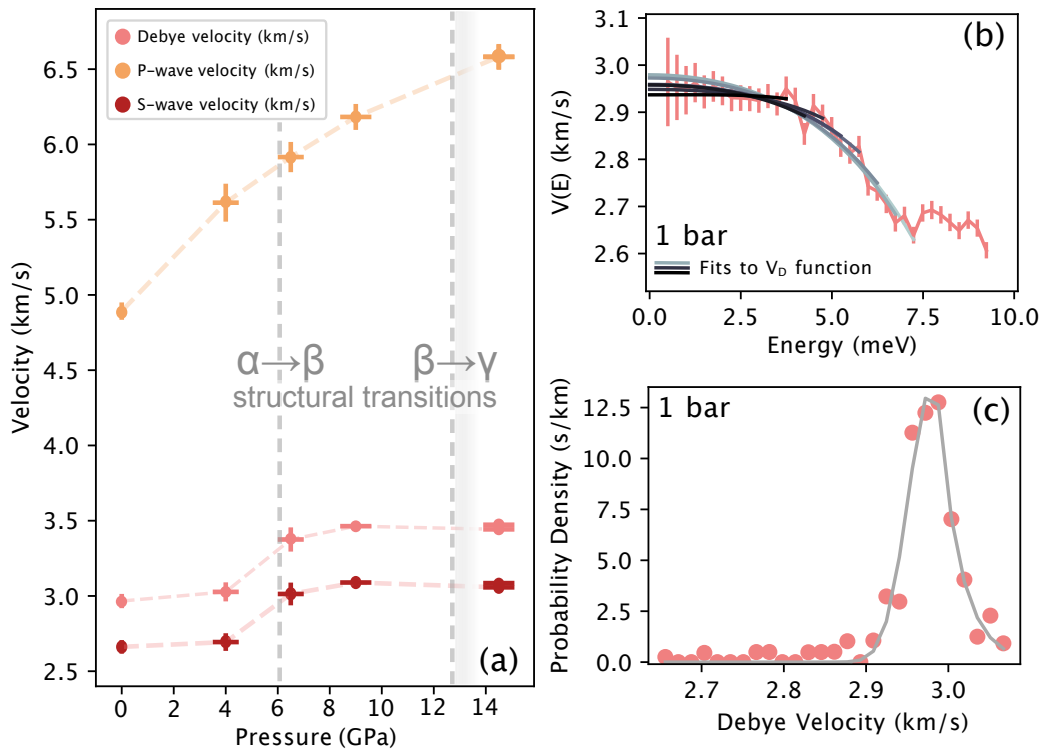 Debye velocity (km/s)
P-wave velocity (km/s)
S-wave velocity (km/s)
Velocity (km/s)
6.5
6.0
5.5
5.0
4.5
4.0
3.5
3.0
2.5
α→β
β→γ
structural transitions
(a)
0
2
4
6
8
10
12
14
Pressure (GPa)
(b)
V(E) (km/s)
3.1
3.0
2.9
2.8
2.7
2.6
1 bar
Fits to V_D function
0.0
2.5
5.0
7.5
10.0
Energy (meV)
1 bar
(c)
Probability Density (s/km)
12.5
10.0
7.5
5.0
2.5
0.0
2.7
2.8
2.9
3.0
Debye Velocity (km/s)